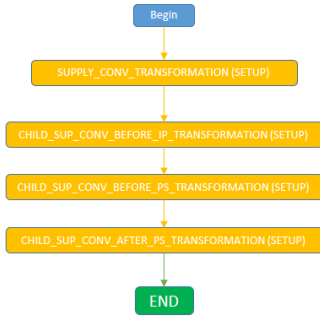 Begin
SUPPLY_CONV_TRANSFORMATION (SETUP)
CHILD_SUP_CONV_BEFORE_IP_TRANSFORMATION (SETUP)
CHILD_SUP_CONV_BEFORE_PS_TRANSFORMATION (SETUP)
CHILD_SUP_CONV_AFTER_PS_TRANSFORMATION (SETUP)
END